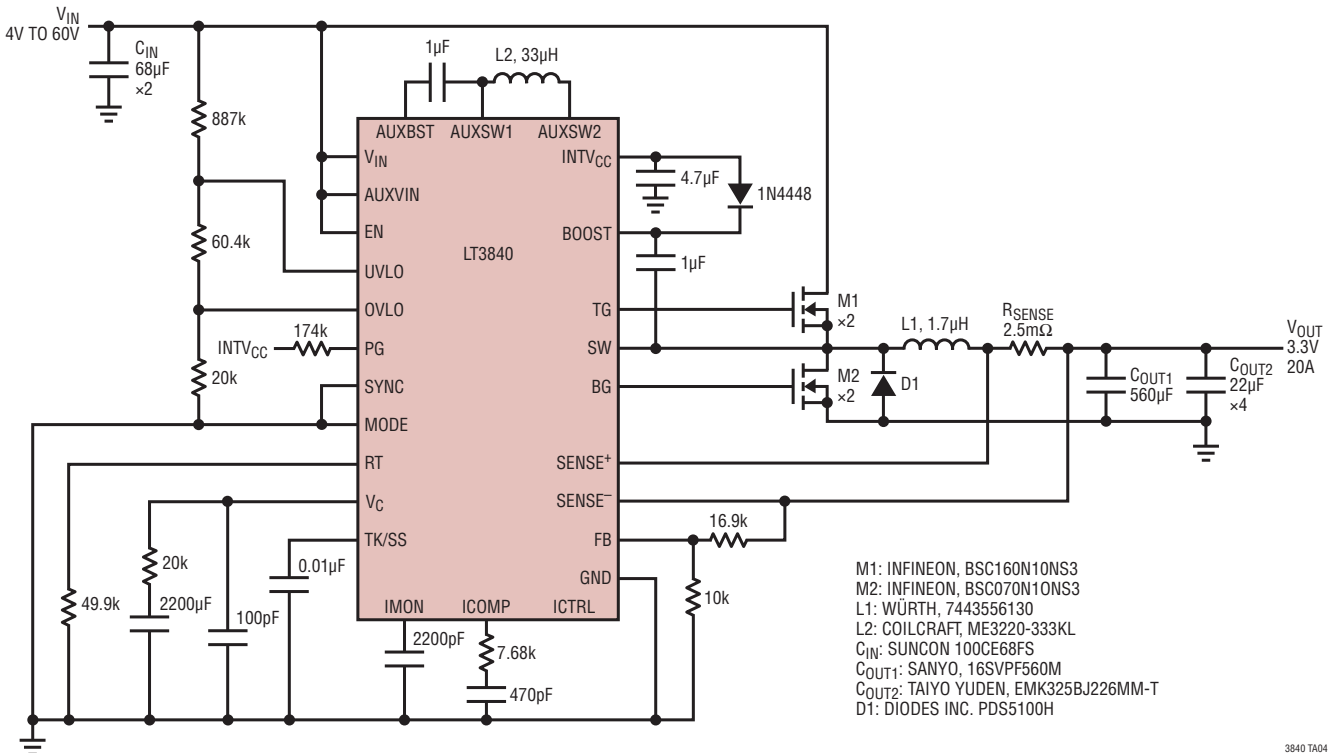 VIN
4V TO 60V
CIN
68µF
×2
887k
60.4k
20k
1µF
L2, 33µH
AUXBST AUXSW1 AUXSW2
VIN
AUXVIN
EN
UVLO
OVLO
INTVCC
174k
PG
SYNC
MODE
RT
VC
TK/SS
LT3840
INTVCC
BOOST
TG
SW
BG
SENSE+
SENSE–
FB
GND
IMON ICOMP ICTRL
4.7µF
1N4448
1µF
M1
×2
M2
×2
D1
L1, 1.7µH
RSENSE
2.5mΩ
VOUT
3.3V
20A
COUT1
560µF
COUT2
22µF
×4
16.9k
10k
49.9k
20k
2200µF
100pF
0.01µF
2200pF
7.68k
470pF
M1: INFINEON, BSC160N10NS3
M2: INFINEON, BSC070N1ONS3
L1: WÜRTH, 7443556130
L2: COILCRAFT, ME3220-333KL
CIN: SUNCON 100CE68FS
COUT1: SANYO, 16SVPF560M
COUT2: TAIYO YUDEN, EMK325BJ226MM-T
D1: DIODES INC. PDS5100H
3840 TA04